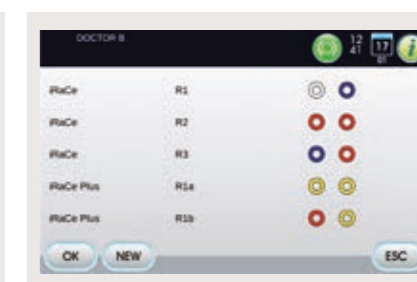 DOCTOR B 12 41 17 01 i
iRaCe R1
iRaCe R2
iRaCe R3
iRaCe Plus R1a
iRaCe Plus R1b
OK NEW ESC